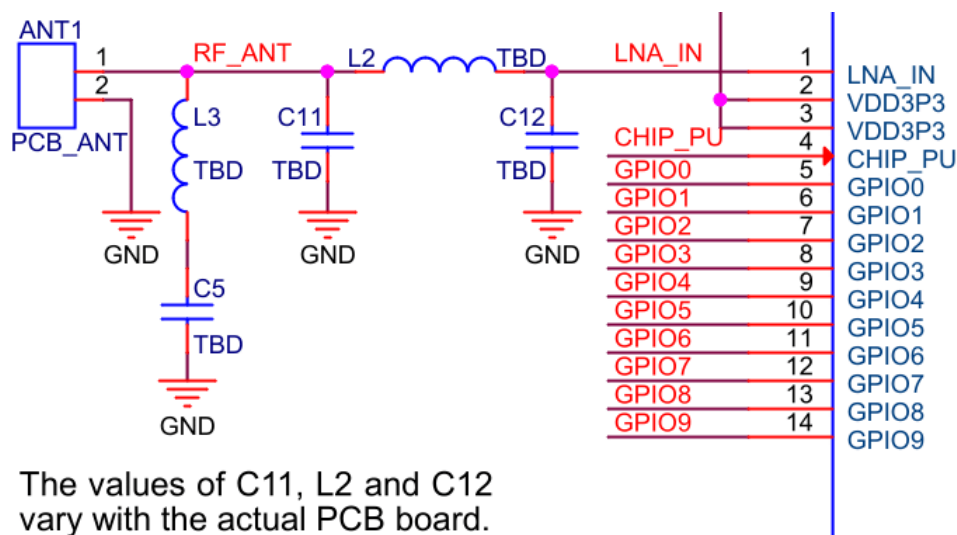 ANT1
1
RF_ANT
L2
TBD
LNA_IN
1
LNA_IN
2
2
VDD3P3
PCB_ANT
L3
C11
C12
3
VDD3P3
CHIP_PU
4
CHIP_PU
TBD
TBD
TBD
GPIO0
5
GPIO0
GPIO1
6
GPIO1
GPIO2
7
GPIO2
GND
GND
GND
GPIO3
8
GPIO3
C5
GPIO4
9
GPIO4
GPIO5
10
GPIO5
TBD
GPIO6
11
GPIO6
GPIO7
12
GPIO7
GPIO8
13
GPIO8
GND
GPIO9
14
GPIO9
The values of C11, L2 and C12
vary with the actual PCB board.